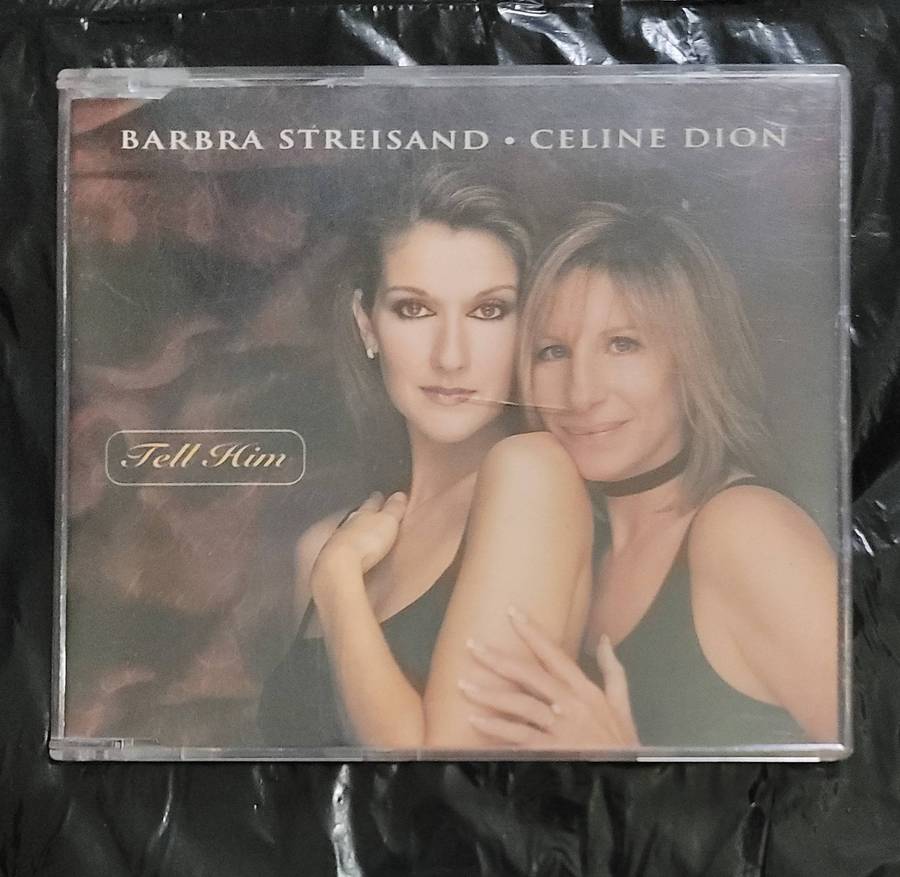 BARBRA STREISAND • CELINE DION
Tell Him